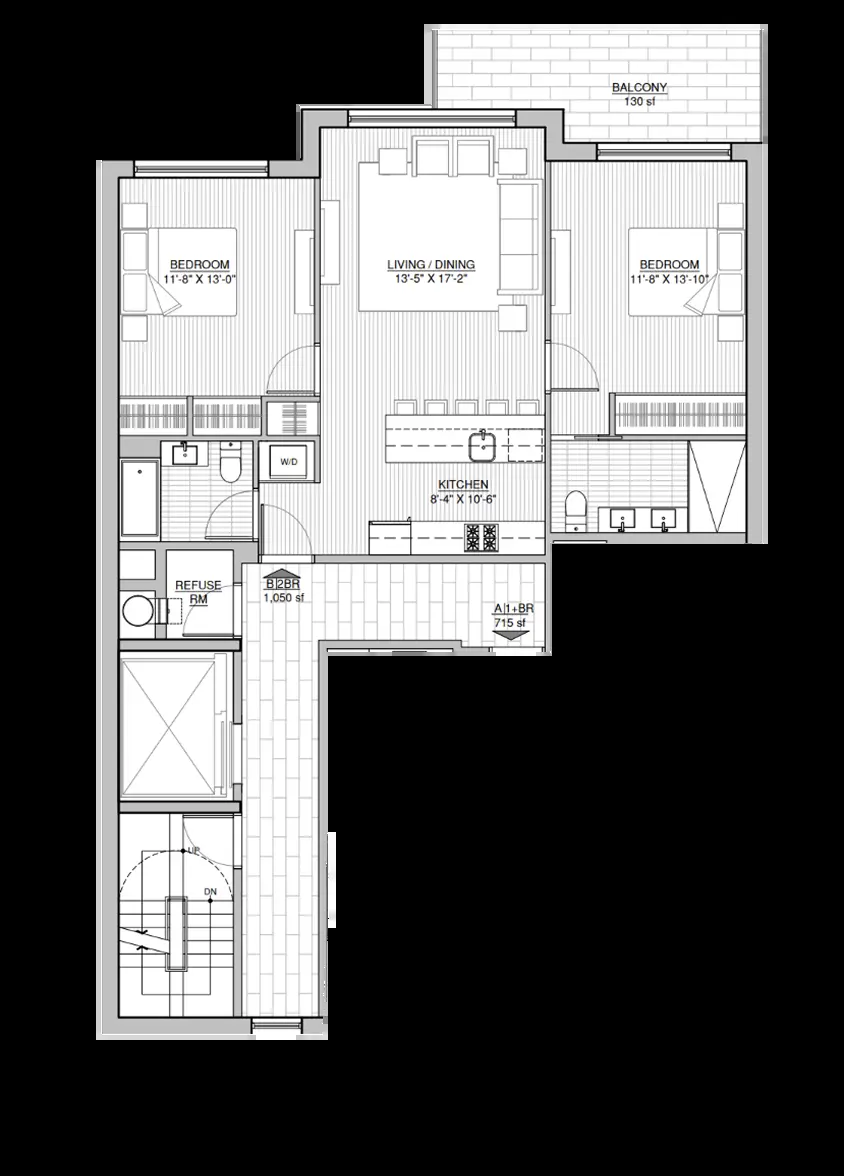 BALCONY
130 sf
BEDROOM
11'-8" X 13'-0"
LIVING / DINING
13'-5" X 17'-2"
BEDROOM
11'-8" X 13'-10"
W/D
KITCHEN
8'-4" X 10'-6"
REFUSE
RM
B|2BR
1,050 sf
A|1+BR
715 sf
UP
DN